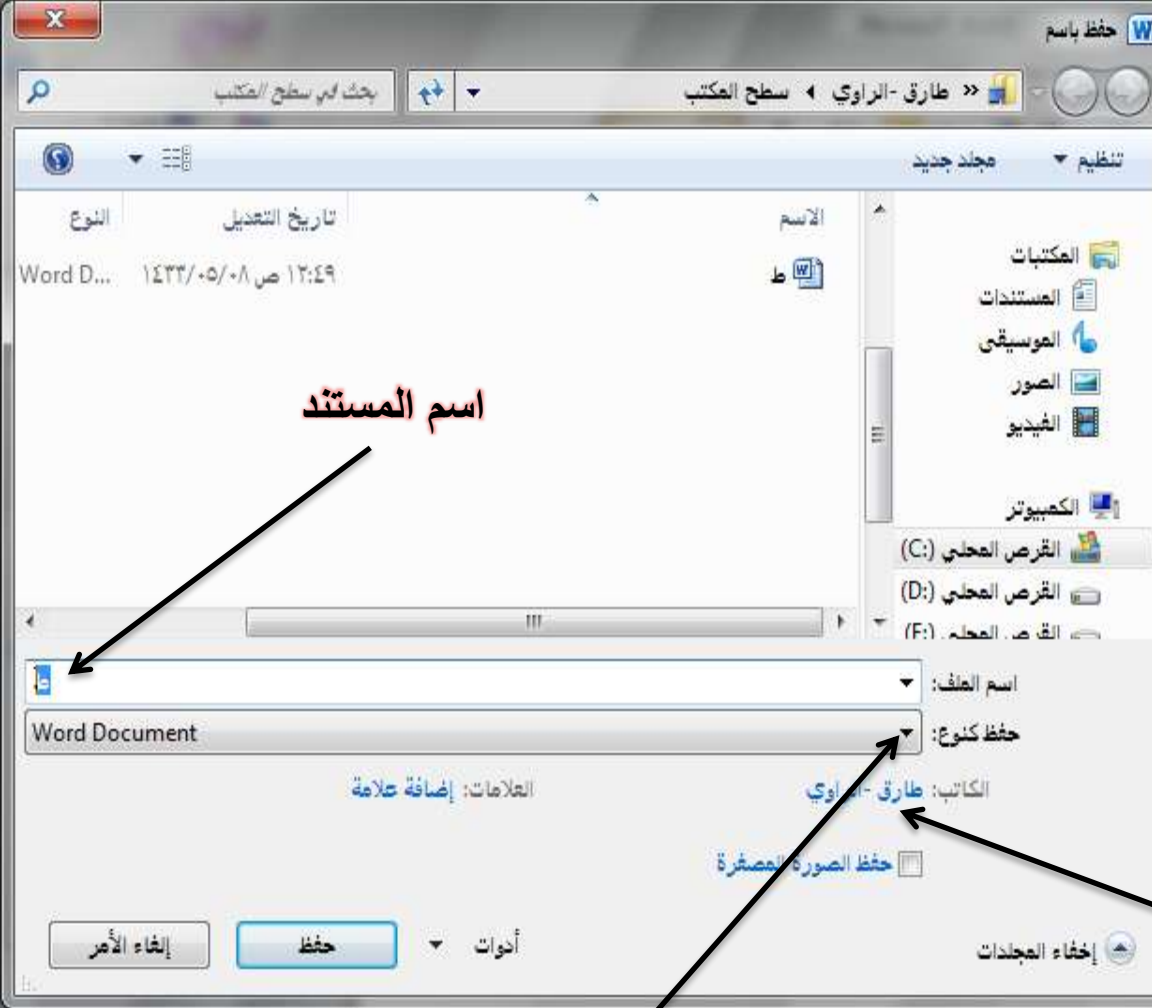 حفظ باسم
« طارق -الراوي ‹ سطح المكتب
بحث في سطح المكتب
تنظيم
مجلد جديد
الاسم
تاريخ التعديل
النوع
ط
١٢:٤٩ ص ١٤٣٣/٠٥/٠٨
Word D...
المكتبات
المستندات
الموسيقى
الصور
الفيديو
الكمبيوتر
القرص المحلي (C:)
القرص المحلي (D:)
القرص المحلي (E:)
اسم المستند
اسم الملف:
حفظ كنوع: Word Document
الكاتب: طارق -الراوي
العلامات: إضافة علامة
حفظ الصورة المصغرة
إخفاء المجلدات
أدوات
حفظ
إلغاء الأمر